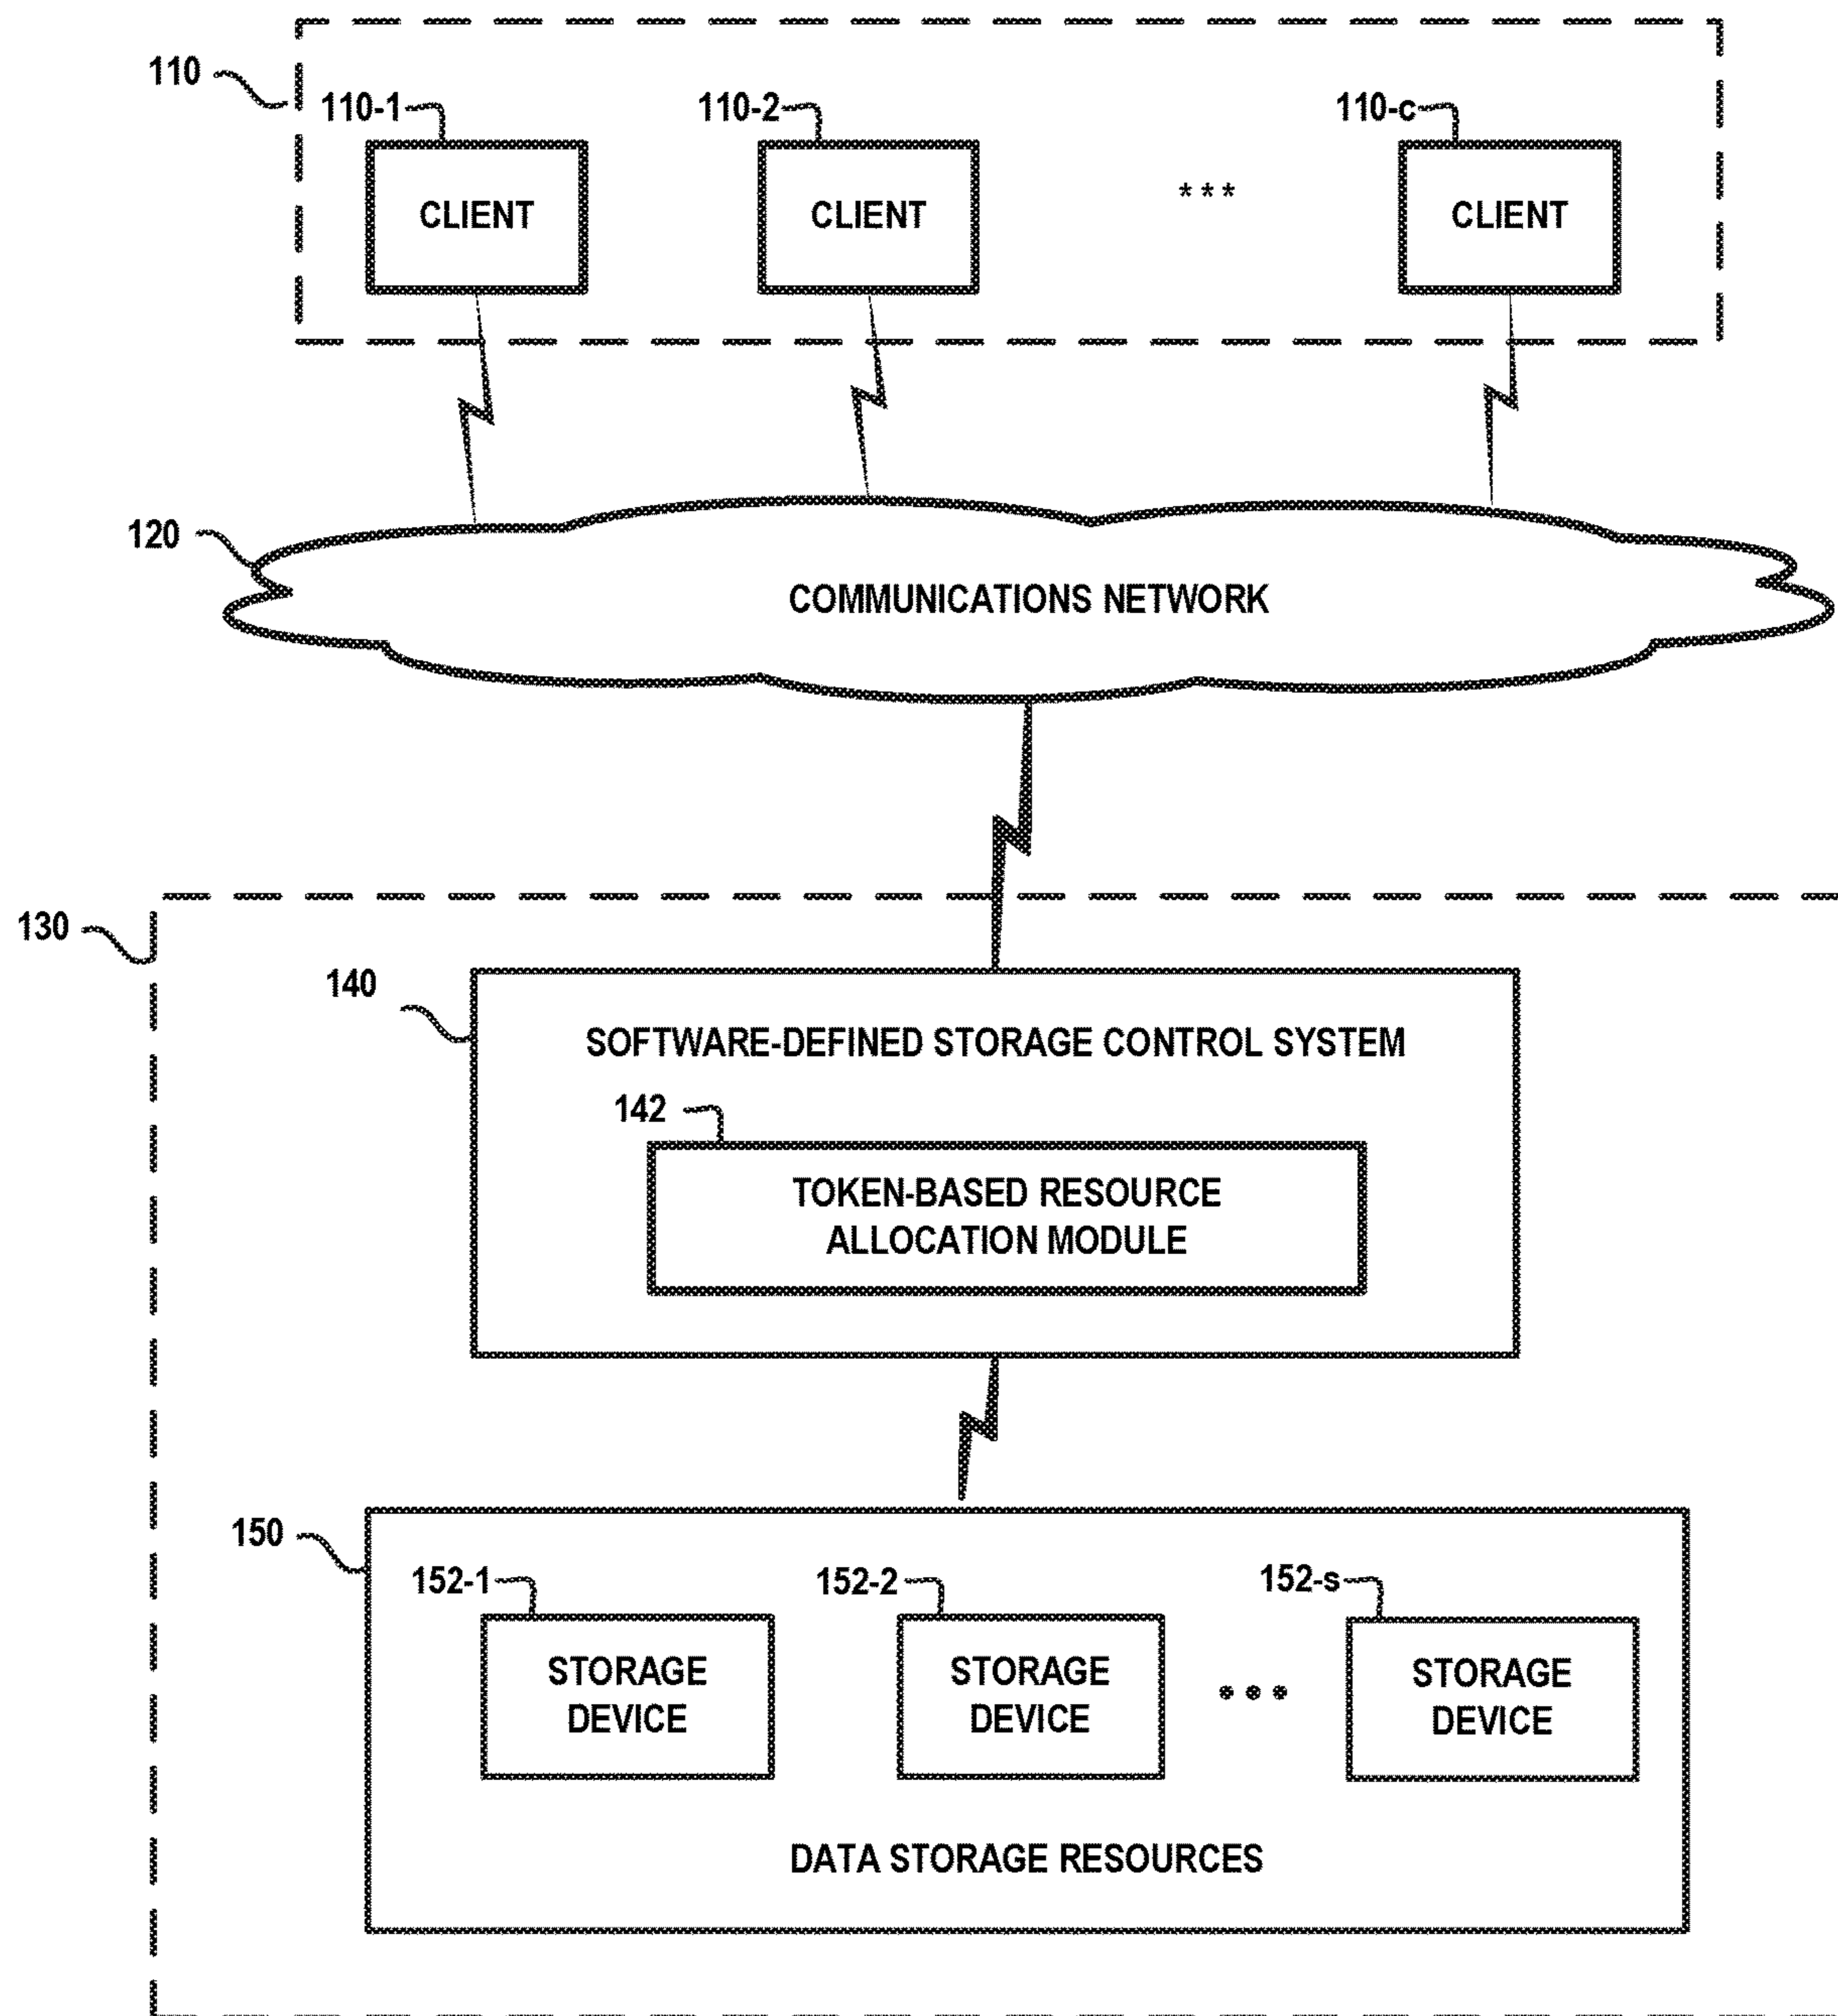 110
110-1
110-2
110-c
CLIENT
CLIENT
***
CLIENT
120
COMMUNICATIONS NETWORK
130
140
SOFTWARE-DEFINED STORAGE CONTROL SYSTEM
142
TOKEN-BASED RESOURCE
ALLOCATION MODULE
150
152-1
152-2
152-s
STORAGE
DEVICE
STORAGE
DEVICE
•••
STORAGE
DEVICE
DATA STORAGE RESOURCES